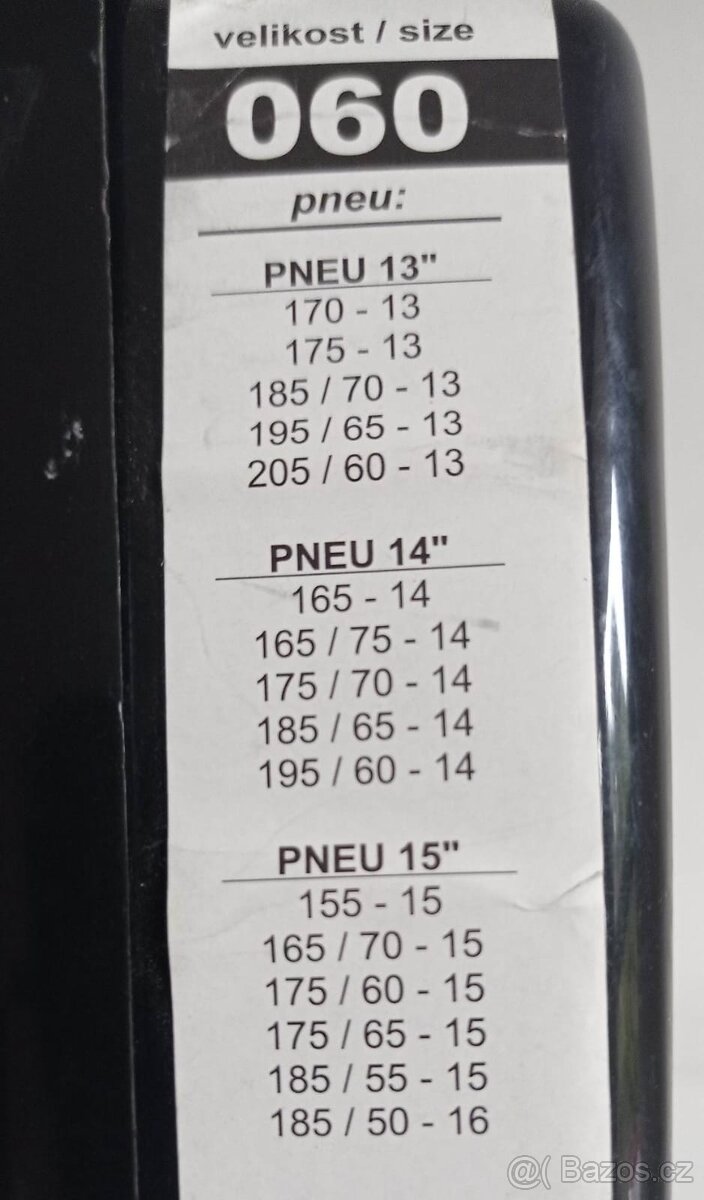 velikost / size
060
pneu:
PNEU 13"
170 - 13
175 - 13
185 / 70 - 13
195 / 65 - 13
205 / 60 - 13
PNEU 14"
165 - 14
165 / 75 - 14
175 / 70 - 14
185 / 65 - 14
195 / 60 - 14
PNEU 15"
155 - 15
165 / 70 - 15
175 / 60 - 15
175 / 65 - 15
185 / 55 - 15
185 / 50 - 16
@( Bazos.cz